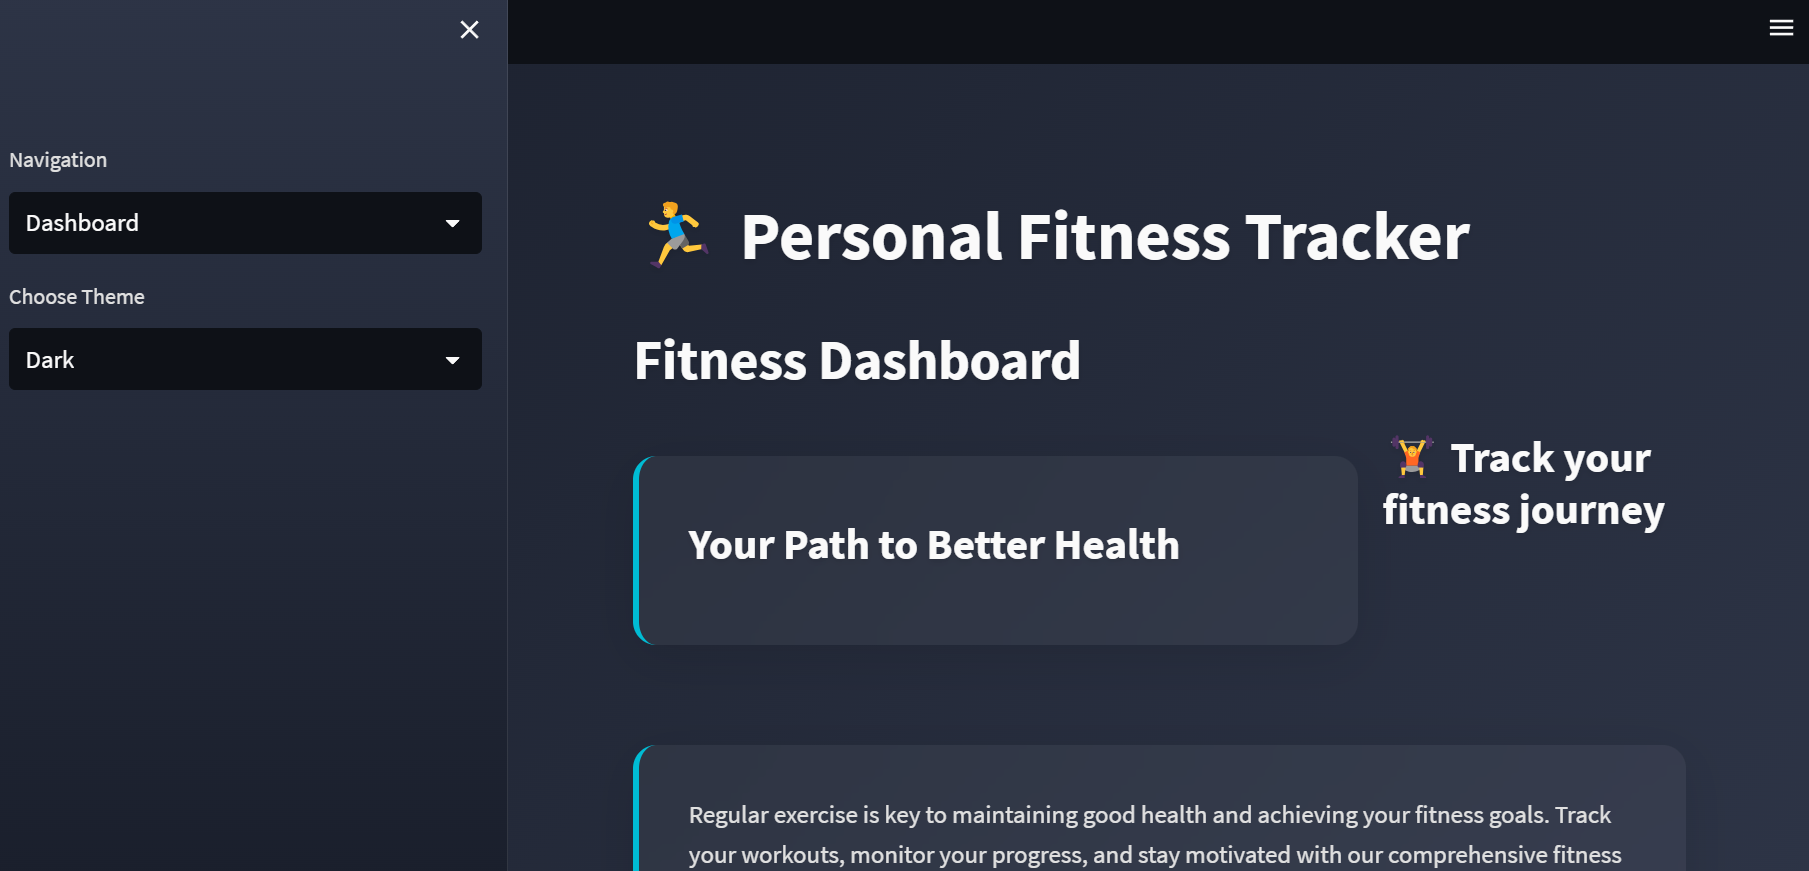 Navigation
Dashboard
Choose Theme
Dark
Personal Fitness Tracker
Fitness Dashboard
Your Path to Better Health
Track your
fitness journey
Regular exercise is key to maintaining good health and achieving your fitness goals. Track
your workouts, monitor your progress, and stay motivated with our comprehensive fitness